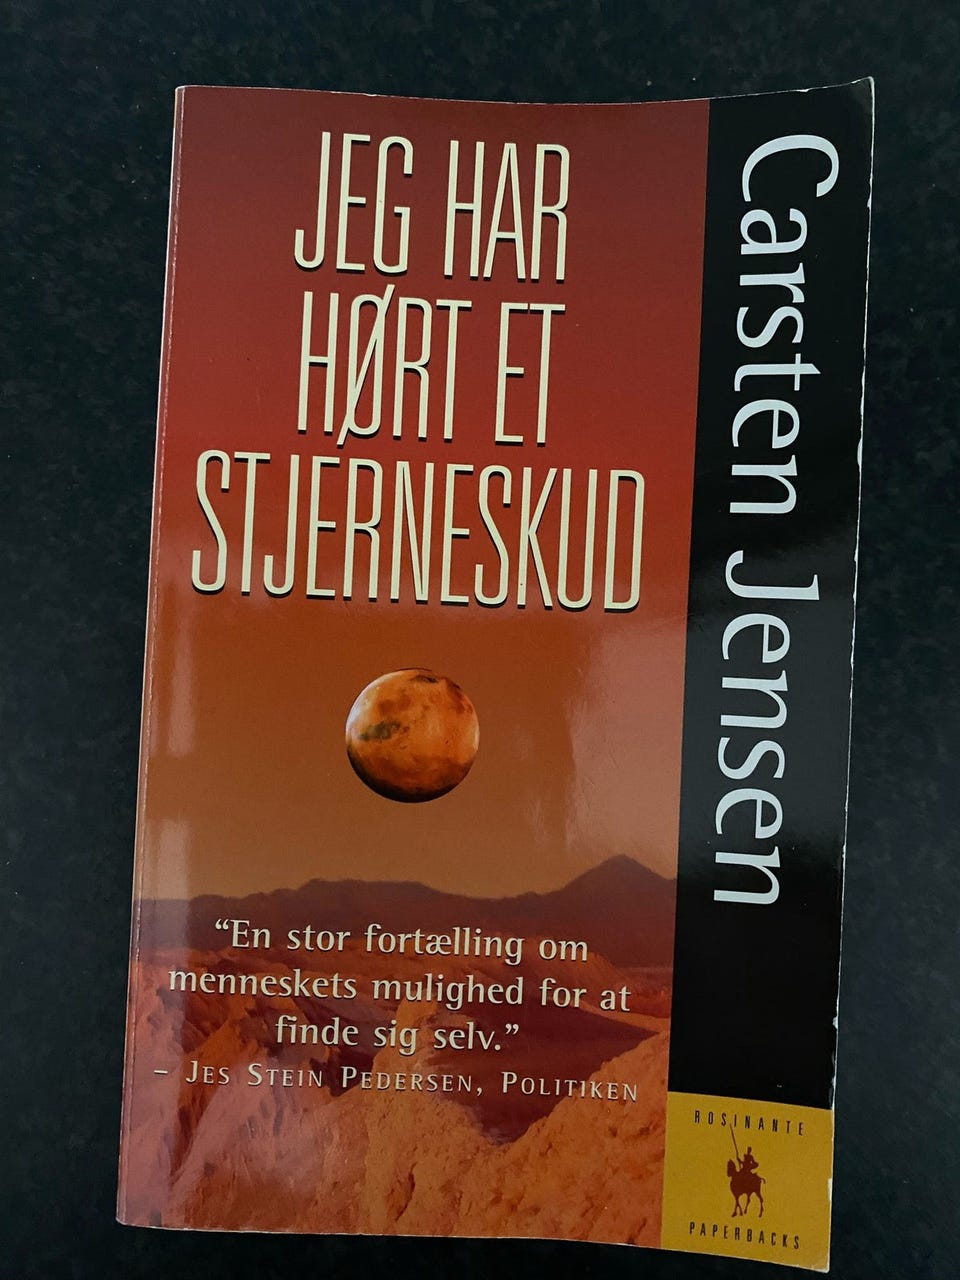 JEG HAR
HØRT ET
STJERNESKUD
Carsten Jensen
“En stor fortælling om
menneskets mulighed for at
finde sig selv.”
– JES STEIN PEDERSEN, POLITIKEN
ROSINANTE
PAPERBACKS